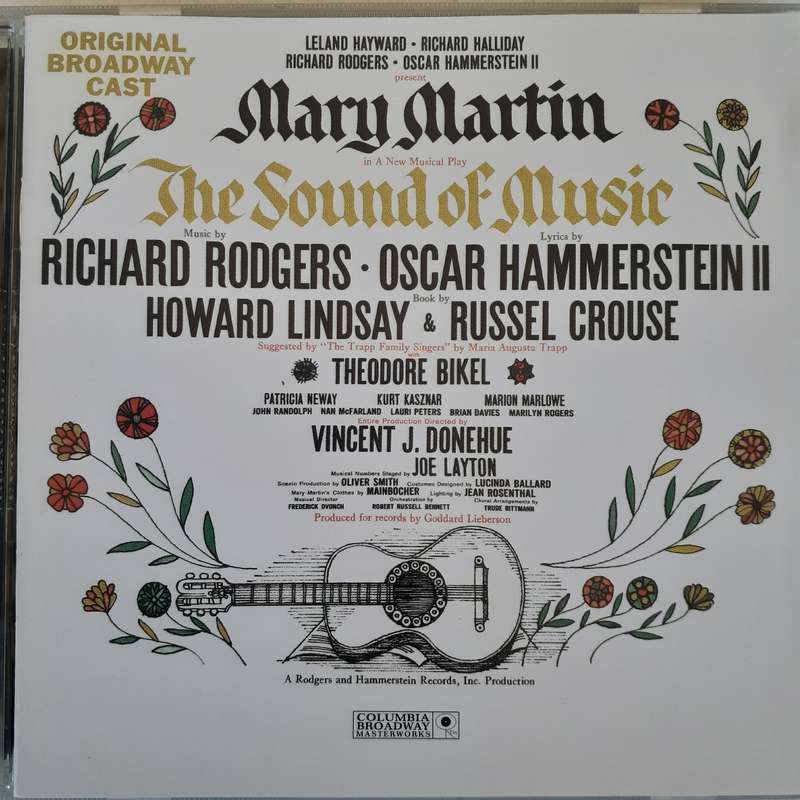 ORIGINAL
BROADWAY
CAST
LELAND HAYWARD · RICHARD HALLIDAY
RICHARD RODGERS · OSCAR HAMMERSTEIN II
present
Mary Martin
in A New Musical Play
The Sound of Music
Music by
Lyrics by
RICHARD RODGERS · OSCAR HAMMERSTEIN II
Book by
HOWARD LINDSAY & RUSSEL CROUSE
Suggested by "The Trapp Family Singers" by Maria Augusta Trapp
with
THEODORE BIKEL
PATRICIA NEWAY KURT KASZNAR MARION MARLOWE
JOHN RANDOLPH NAN McFARLAND LAURI PETERS BRIAN DAVIES MARILYN ROGERS
Entire Production Directed by
VINCENT J. DONEHUE
Musical Numbers Staged by JOE LAYTON
Scenic Production by OLIVER SMITH Costumes Designed by LUCINDA BALLARD
Mary Martin's Clothes by MAINBOCHER Lighting by JEAN ROSENTHAL
Musical Director Orchestration by Choral Arrangements by
FREDERICK DVONCH ROBERT RUSSELL BENNETT TRUDE RITTMANN
Produced for records by Goddard Lieberson
A Rodgers and Hammerstein Records, Inc. Production
COLUMBIA
BROADWAY
MASTERWORKS